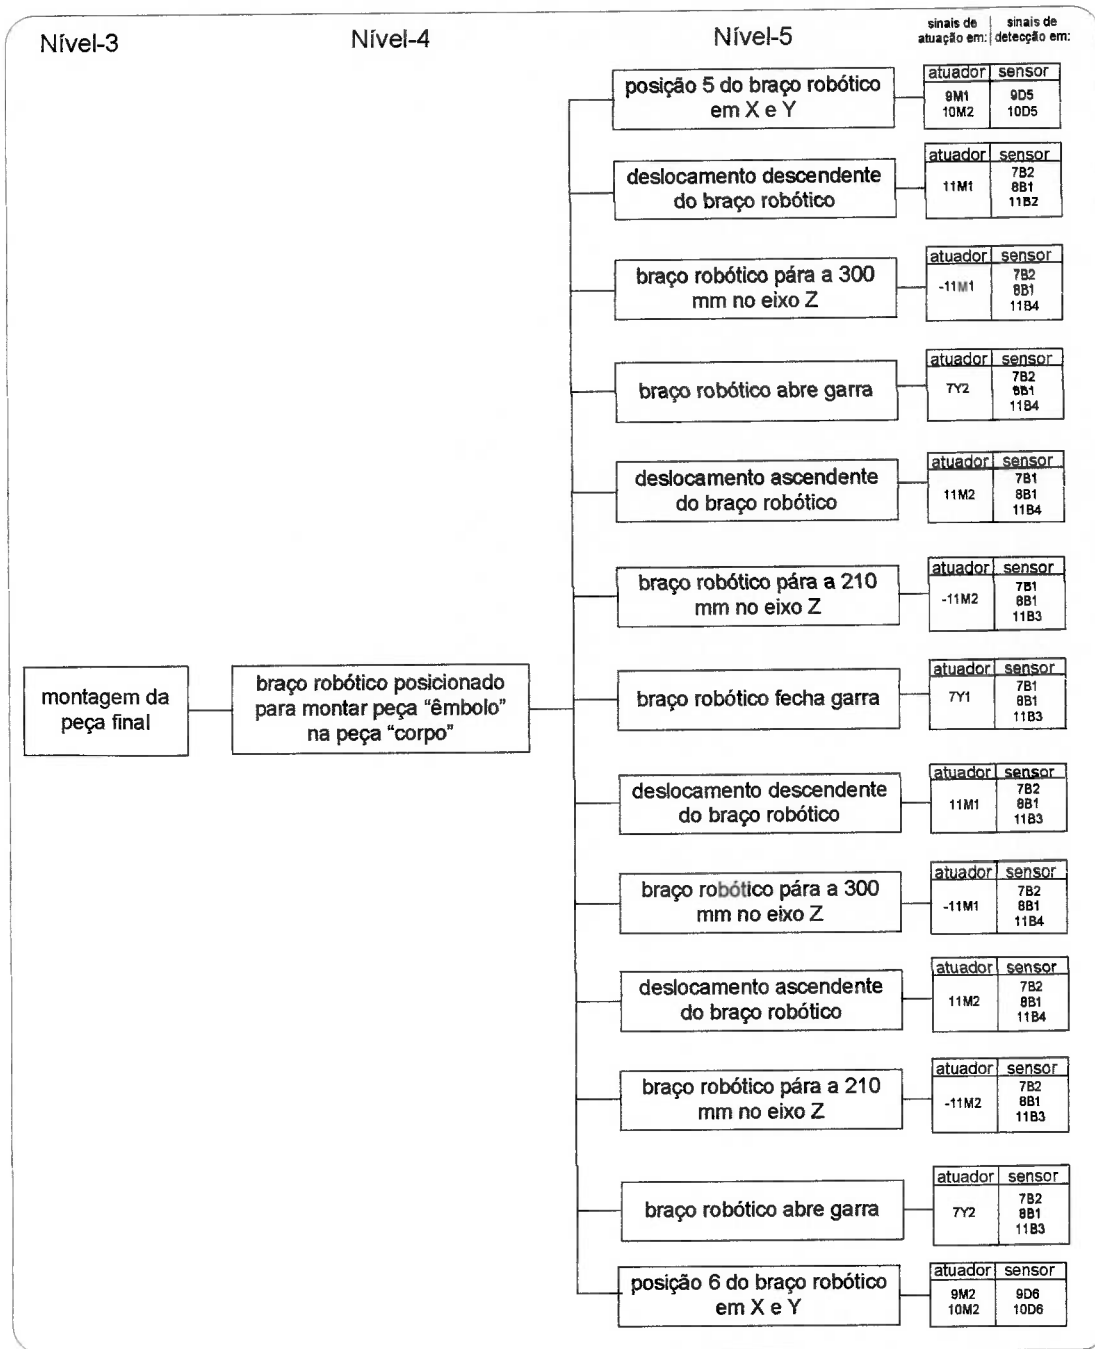 Nível-3
Nível-4
Nível-5
sinais de
atuação em:
sinais de
detecção em:
posição 5 do braço robótico
em X e Y
atuador sensor
9M1 9D5
10M2 10D5
deslocamento descendente
do braço robótico
atuador sensor
7B2
11M1 8B1
11B2
braço robótico pára a 300
mm no eixo Z
atuador sensor
7B2
-11M1 8B1
11B4
braço robótico abre garra
atuador sensor
7B2
7Y2 8B1
11B4
deslocamento ascendente
do braço robótico
atuador sensor
7B1
11M2 8B1
11B4
braço robótico pára a 210
mm no eixo Z
atuador sensor
7B1
-11M2 8B1
11B3
montagem da
peça final
braço robótico posicionado
para montar peça “êmbolo”
na peça “corpo”
braço robótico fecha garra
atuador sensor
7B1
7Y1 8B1
11B3
deslocamento descendente
do braço robótico
atuador sensor
7B2
11M1 8B1
11B3
braço robótico pára a 300
mm no eixo Z
atuador sensor
7B2
-11M1 8B1
11B4
deslocamento ascendente
do braço robótico
atuador sensor
7B2
11M2 8B1
11B4
braço robótico pára a 210
mm no eixo Z
atuador sensor
7B2
-11M2 8B1
11B3
braço robótico abre garra
atuador sensor
7B2
7Y2 8B1
11B3
posição 6 do braço robótico
em X e Y
atuador sensor
9M2 9D6
10M2 10D6